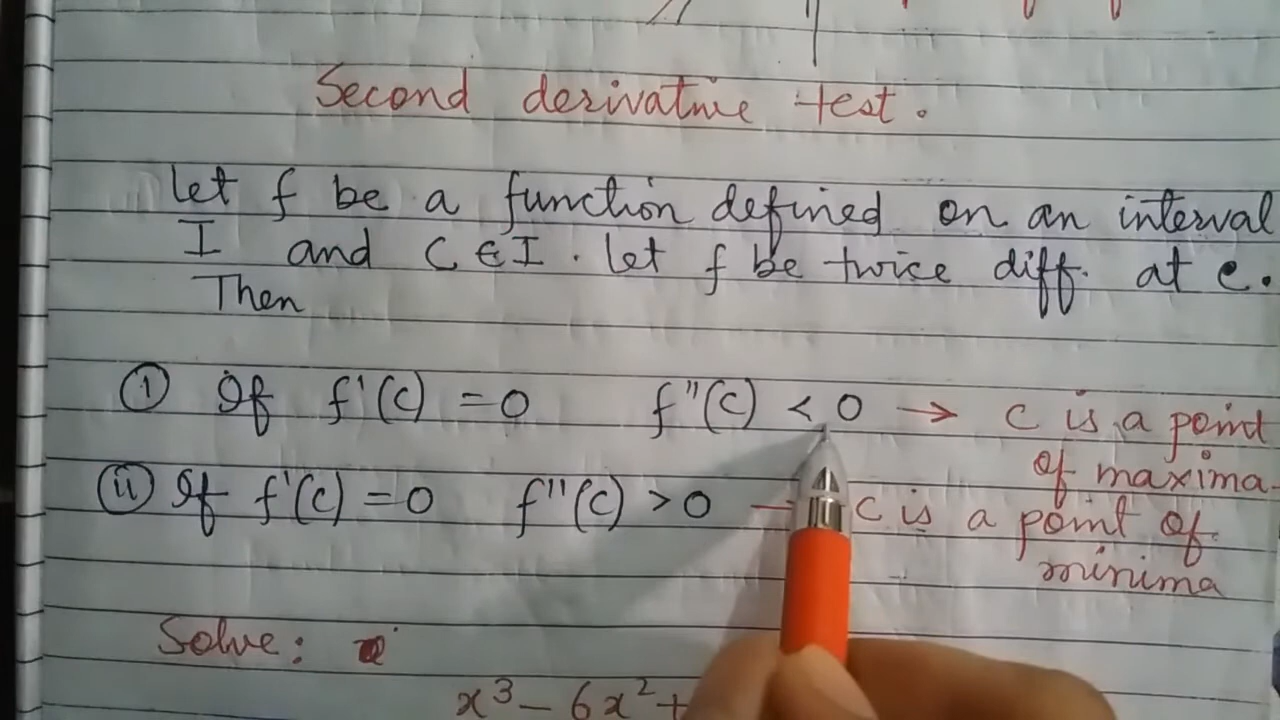 Second derivative test.
Let f be a function defined on an interval
I and C ∈ I. Let f be twice diff. at c.
Then
(i) If f'(c) = 0 f''(c) < 0 → c is a point
of maxima.
(ii) If f'(c) = 0 f''(c) > 0 → c is a point of
minima
Solve:
x³ - 6x² +